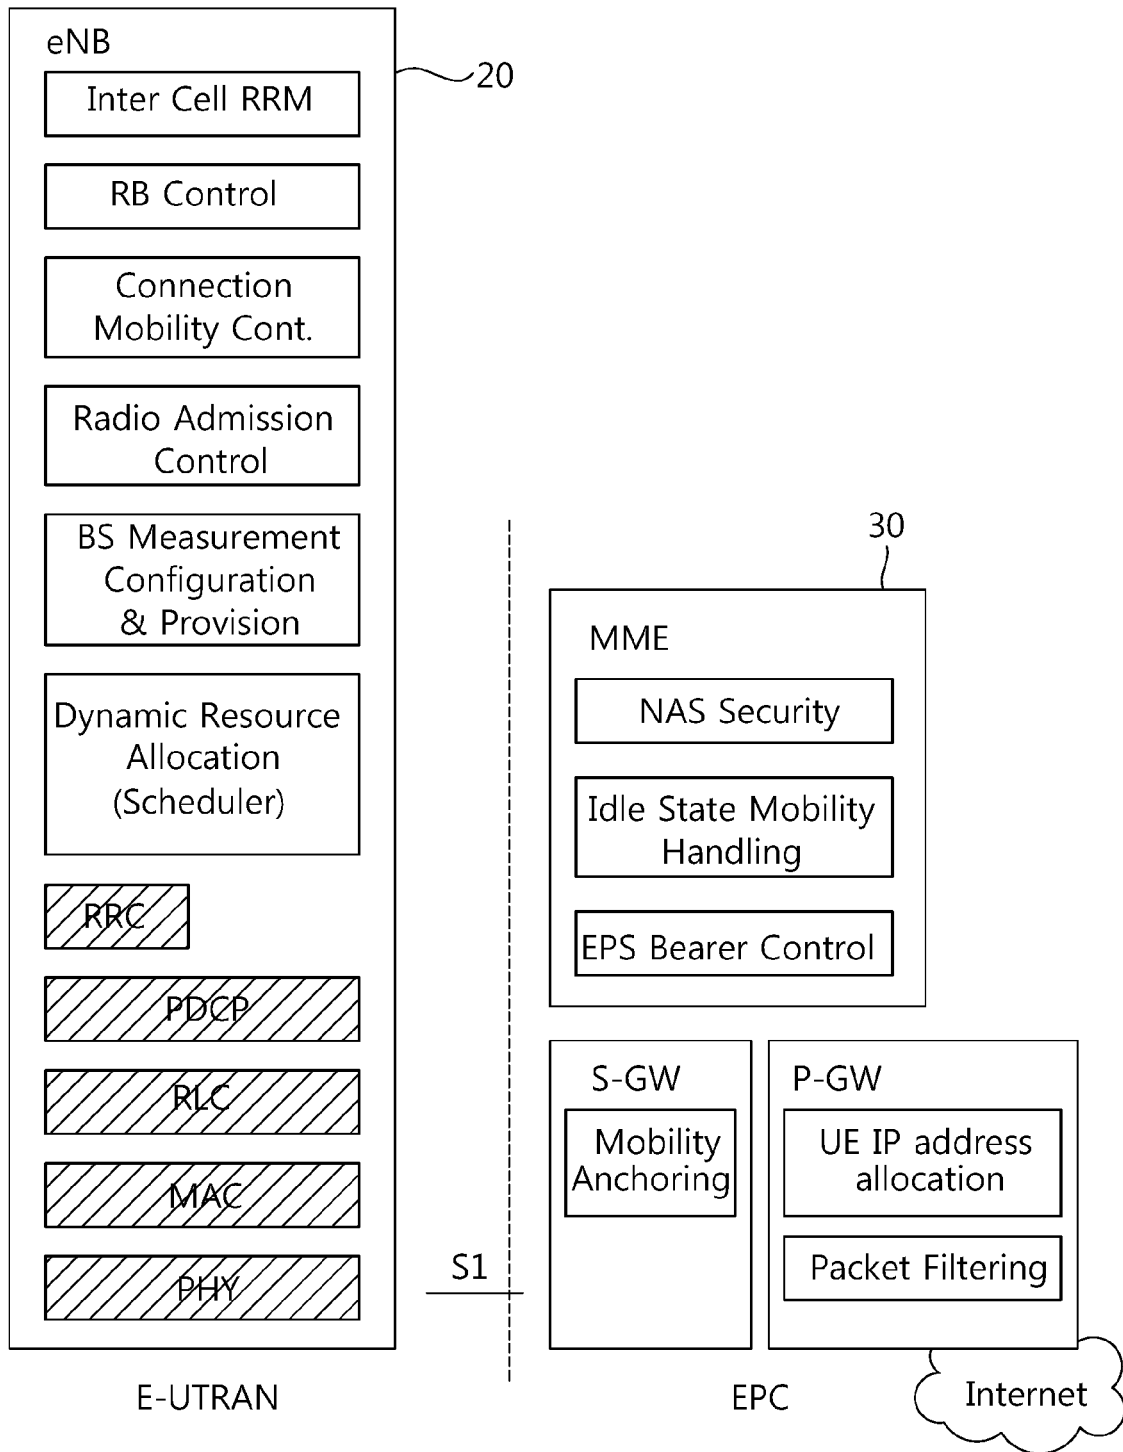 eNB
20
Inter Cell RRM
RB Control
Connection
Mobility Cont.
Radio Admission
Control
BS Measurement
Configuration
& Provision
Dynamic Resource
Allocation
(Scheduler)
RRC
PDCP
RLC
MAC
PHY
E-UTRAN
S1
30
MME
NAS Security
Idle State Mobility
Handling
EPS Bearer Control
S-GW
Mobility
Anchoring
P-GW
UE IP address
allocation
Packet Filtering
EPC
Internet